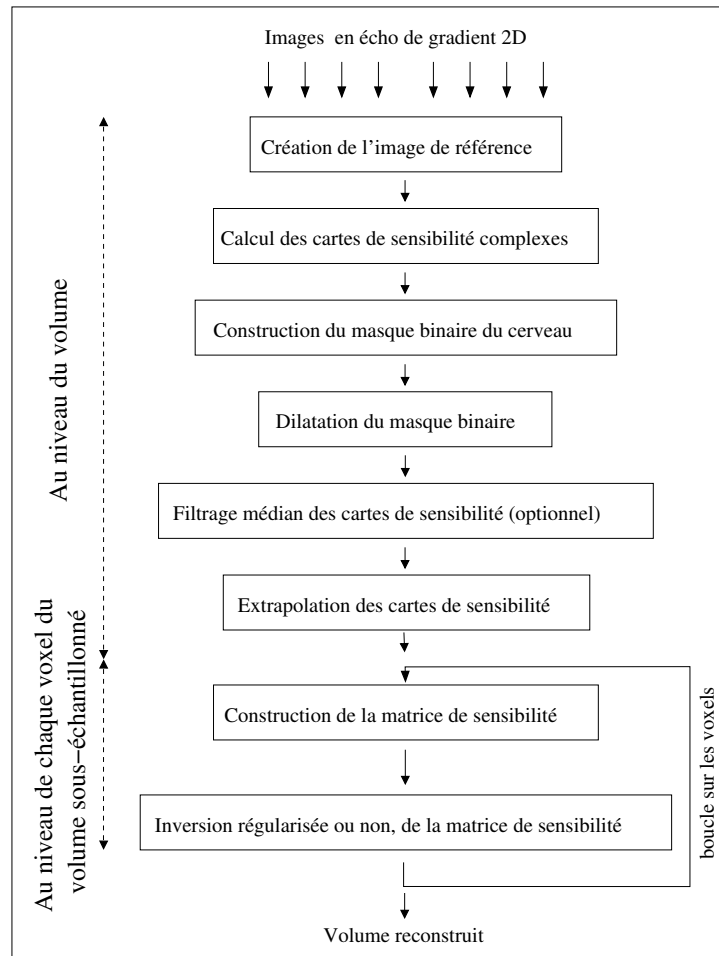 Images en écho de gradient 2D
Création de l'image de référence
Calcul des cartes de sensibilité complexes
Construction du masque binaire du cerveau
Dilatation du masque binaire
Filtrage médian des cartes de sensibilité (optionnel)
Extrapolation des cartes de sensibilité
Construction de la matrice de sensibilité
Inversion régularisée ou non, de la matrice de sensibilité
Volume reconstruit
Au niveau du volume
Au niveau de chaque voxel du
volume sous−échantillonné
boucle sur les voxels